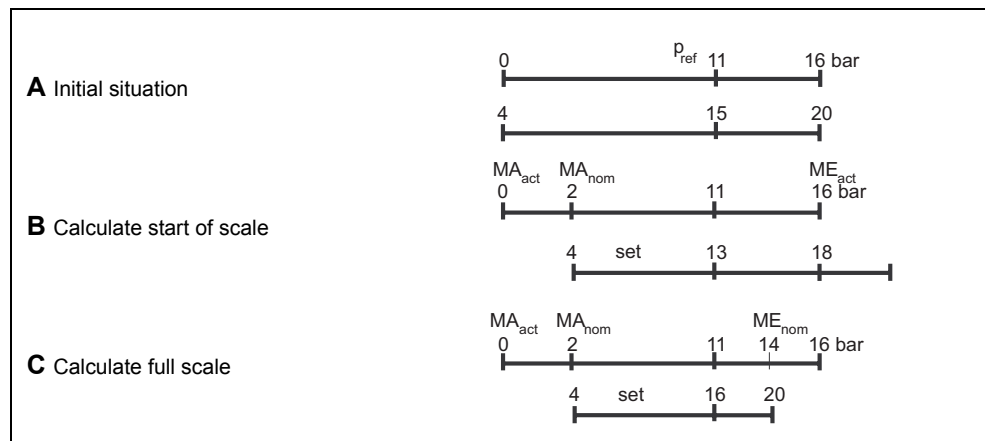 p_ref
0 11 16 bar
A Initial situation
4 15 20
MA_act MA_nom ME_act
0 2 11 16 bar
B Calculate start of scale
4 set 13 18
MA_act MA_nom ME_nom
0 2 11 14 16 bar
C Calculate full scale
4 set 16 20